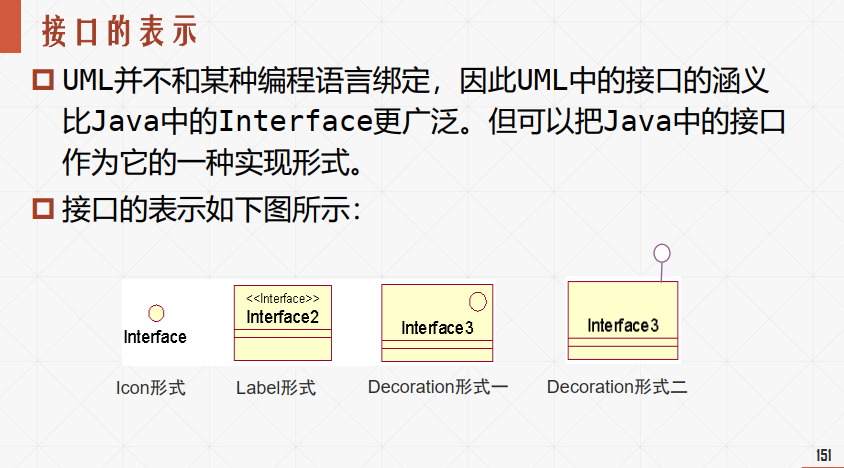 接口的表示
UML并不和某种编程语言绑定，因此UML中的接口的涵义
比Java中的Interface更广泛。但可以把Java中的接口
作为它的一种实现形式。
接口的表示如下图所示：
<<Interface>>
Interface2
Interface3
Interface3
Interface
Icon形式
Label形式
Decoration形式一
Decoration形式二
151